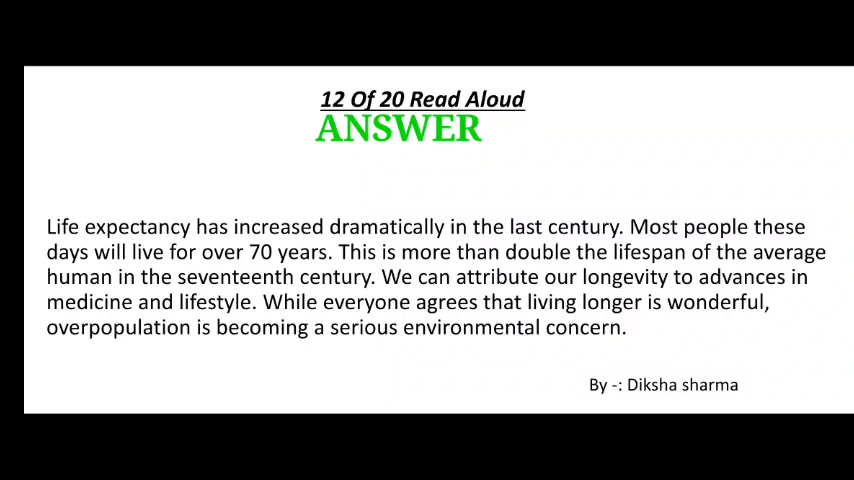 12 Of 20 Read Aloud
ANSWER
Life expectancy has increased dramatically in the last century. Most people these
days will live for over 70 years. This is more than double the lifespan of the average
human in the seventeenth century. We can attribute our longevity to advances in
medicine and lifestyle. While everyone agrees that living longer is wonderful,
overpopulation is becoming a serious environmental concern.
By -: Diksha sharma